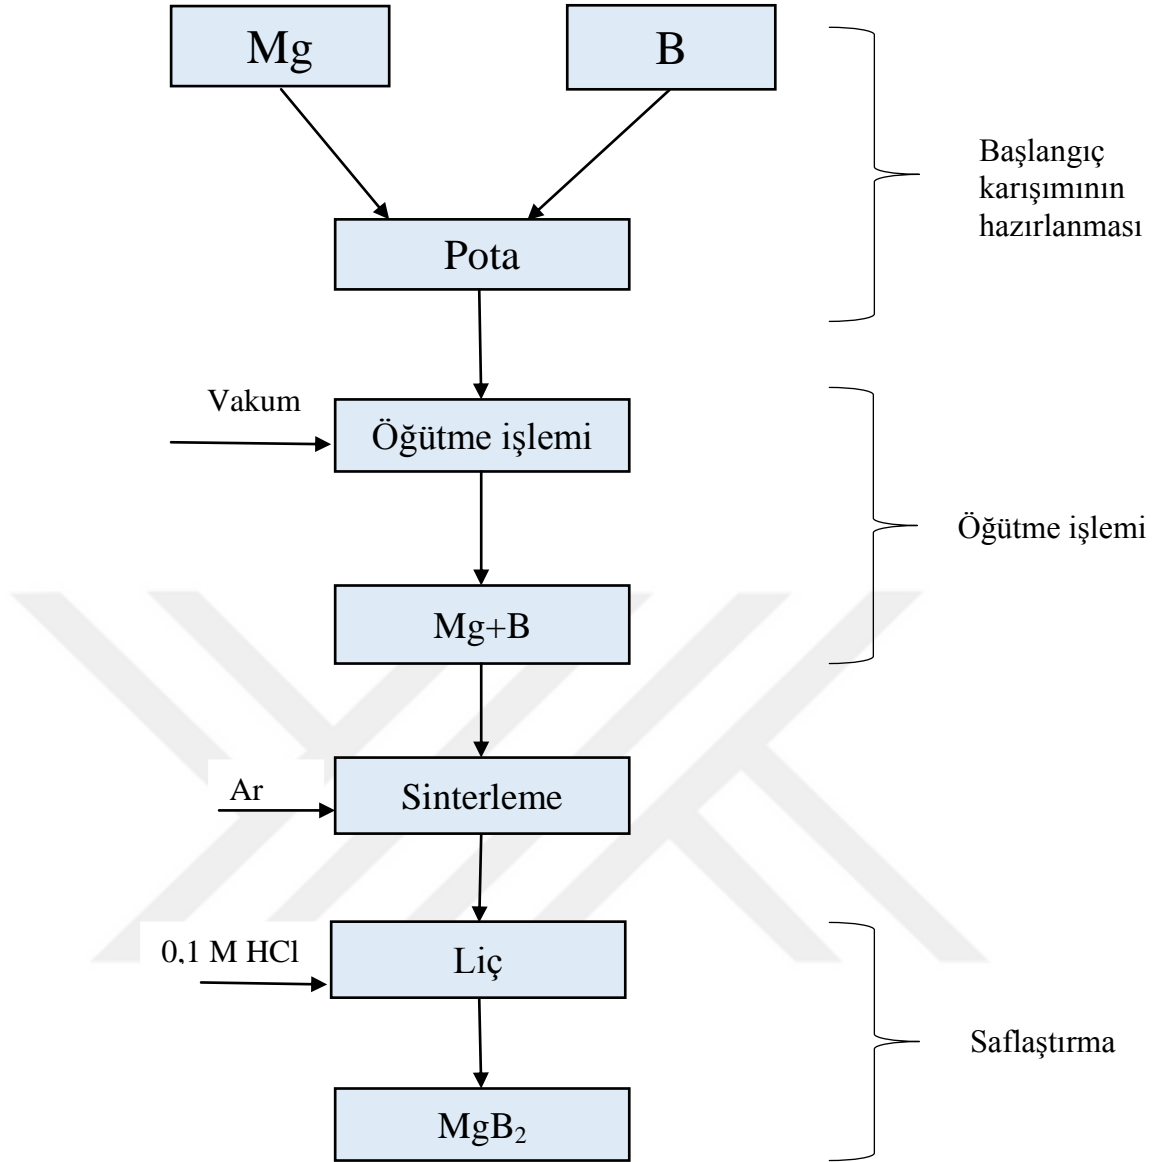 Mg
B
Pota
Başlangıç
karışımının
hazırlanması
Vakum
Öğütme işlemi
Mg+B
Öğütme işlemi
Ar
Sinterleme
0,1 M HCl
Liç
MgB₂
Saflaştırma